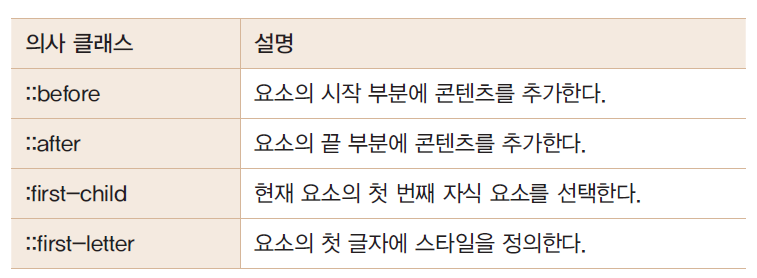 의사 클래스 설명
::before 요소의 시작 부분에 콘텐츠를 추가한다.
::after 요소의 끝 부분에 콘텐츠를 추가한다.
:first-child 현재 요소의 첫 번째 자식 요소를 선택한다.
::first-letter 요소의 첫 글자에 스타일을 정의한다.